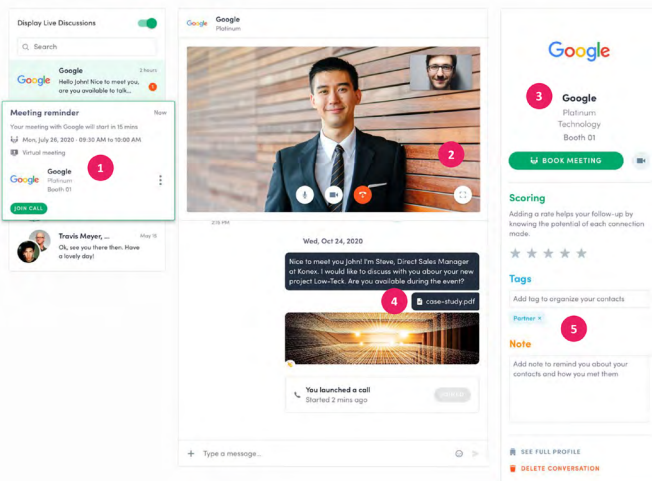 Display Live Discussions
Search
Google
Google
2 hours
Hello John! Nice to meet you,
are you available to talk...
Meeting reminder
Now
Your meeting with Google will start in 15 mins
Mon, July 26, 2020 - 09:30 AM to 10:00 AM
Virtual meeting
1
Google
Google
Platinum
Booth 01
JOIN CALL
Travis Meyer, ...
May 15
Ok, see you there then. Have
a lovely day!
Google
Google
Platinum
2
2:15 PM
Wed, Oct 24, 2020
Nice to meet you John! I'm Steve, Direct Sales Manager
at Konex. I would like to discuss with you abour your new
project Low-Teck. Are you available during the event?
4
case-study.pdf
You launched a call
Started 2 mins ago
+ Type a message...
Google
3
Google
Platinum
Technology
Booth 01
BOOK MEETING
Scoring
Adding a rate helps your follow-up by
knowing the potential of each connection
made.
Tags
Add tag to organize your contacts
Partner ×
5
Note
Add note to remind you about your
contacts and how you met them
SEE FULL PROFILE
DELETE CONVERSATION